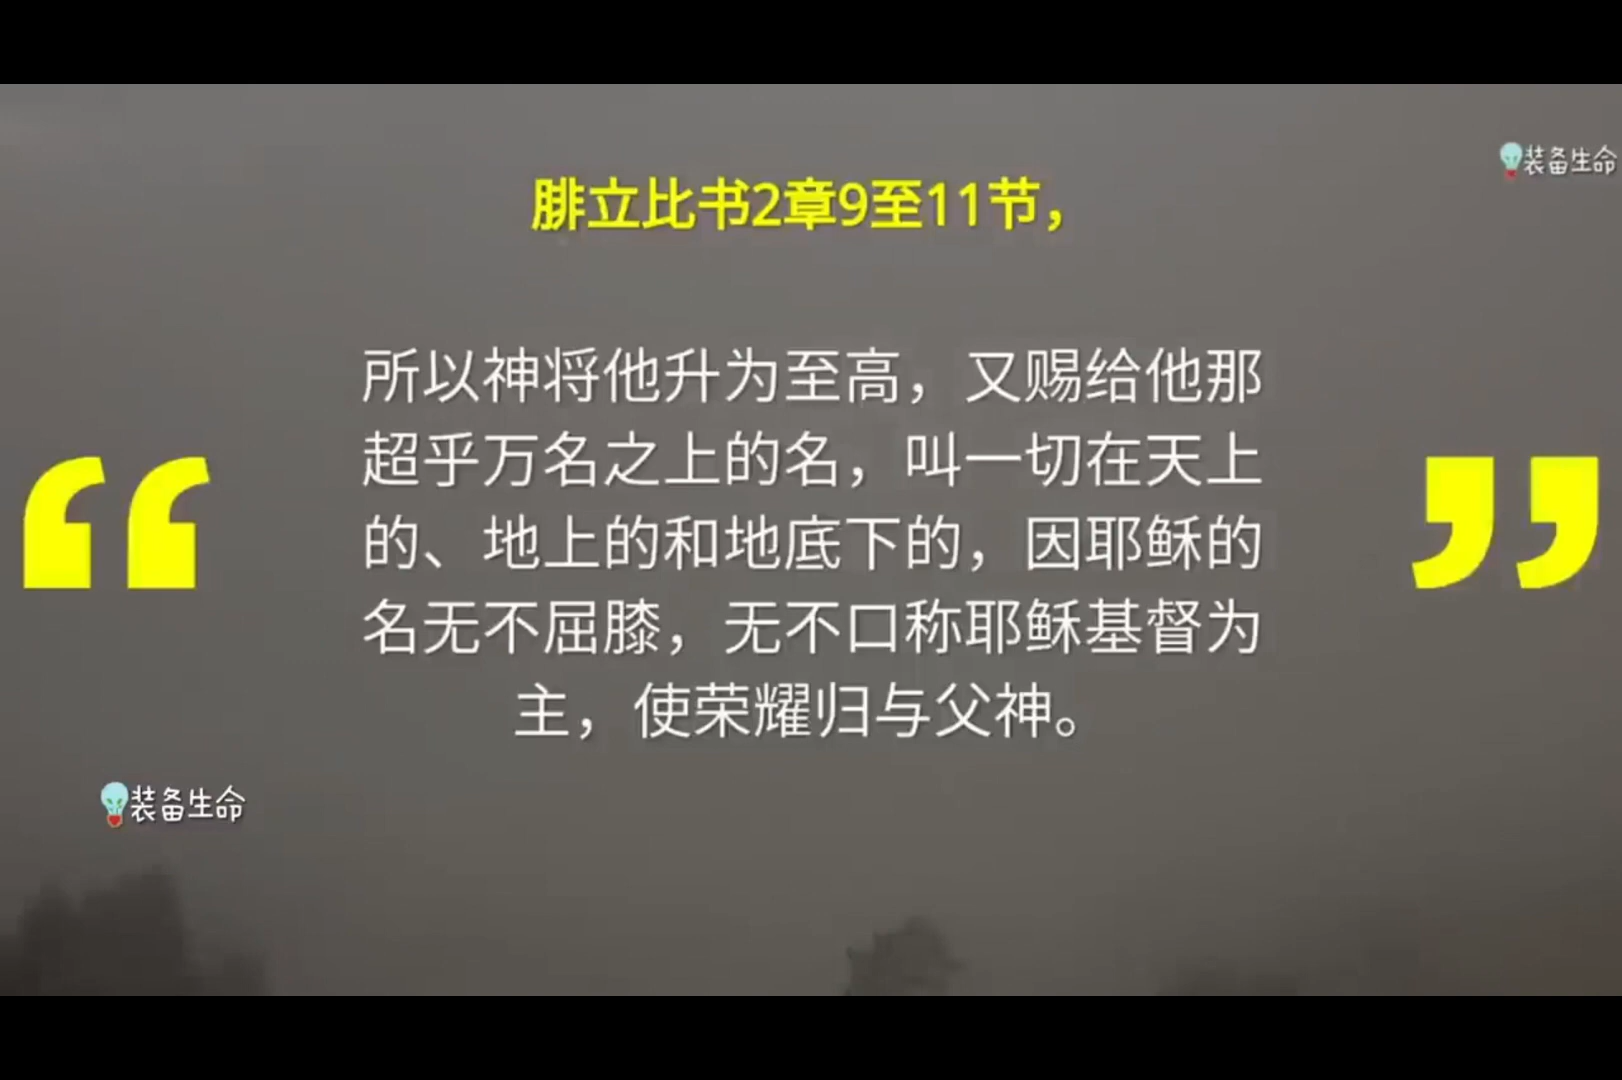 装备生命
腓立比书2章9至11节，
所以神将他升为至高，又赐给他那
超乎万名之上的名，叫一切在天上
的、地上的和地底下的，因耶稣的
名无不屈膝，无不口称耶稣基督为
主，使荣耀归与父神。
装备生命